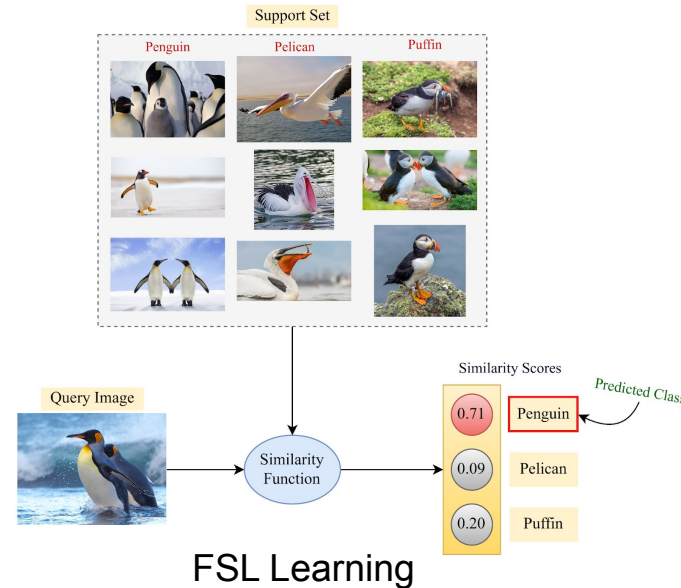 Support Set
Penguin
Pelican
Puffin
Query Image
Similarity
Function
Similarity Scores
Predicted Class
0.71
Penguin
0.09
Pelican
0.20
Puffin
FSL Learning